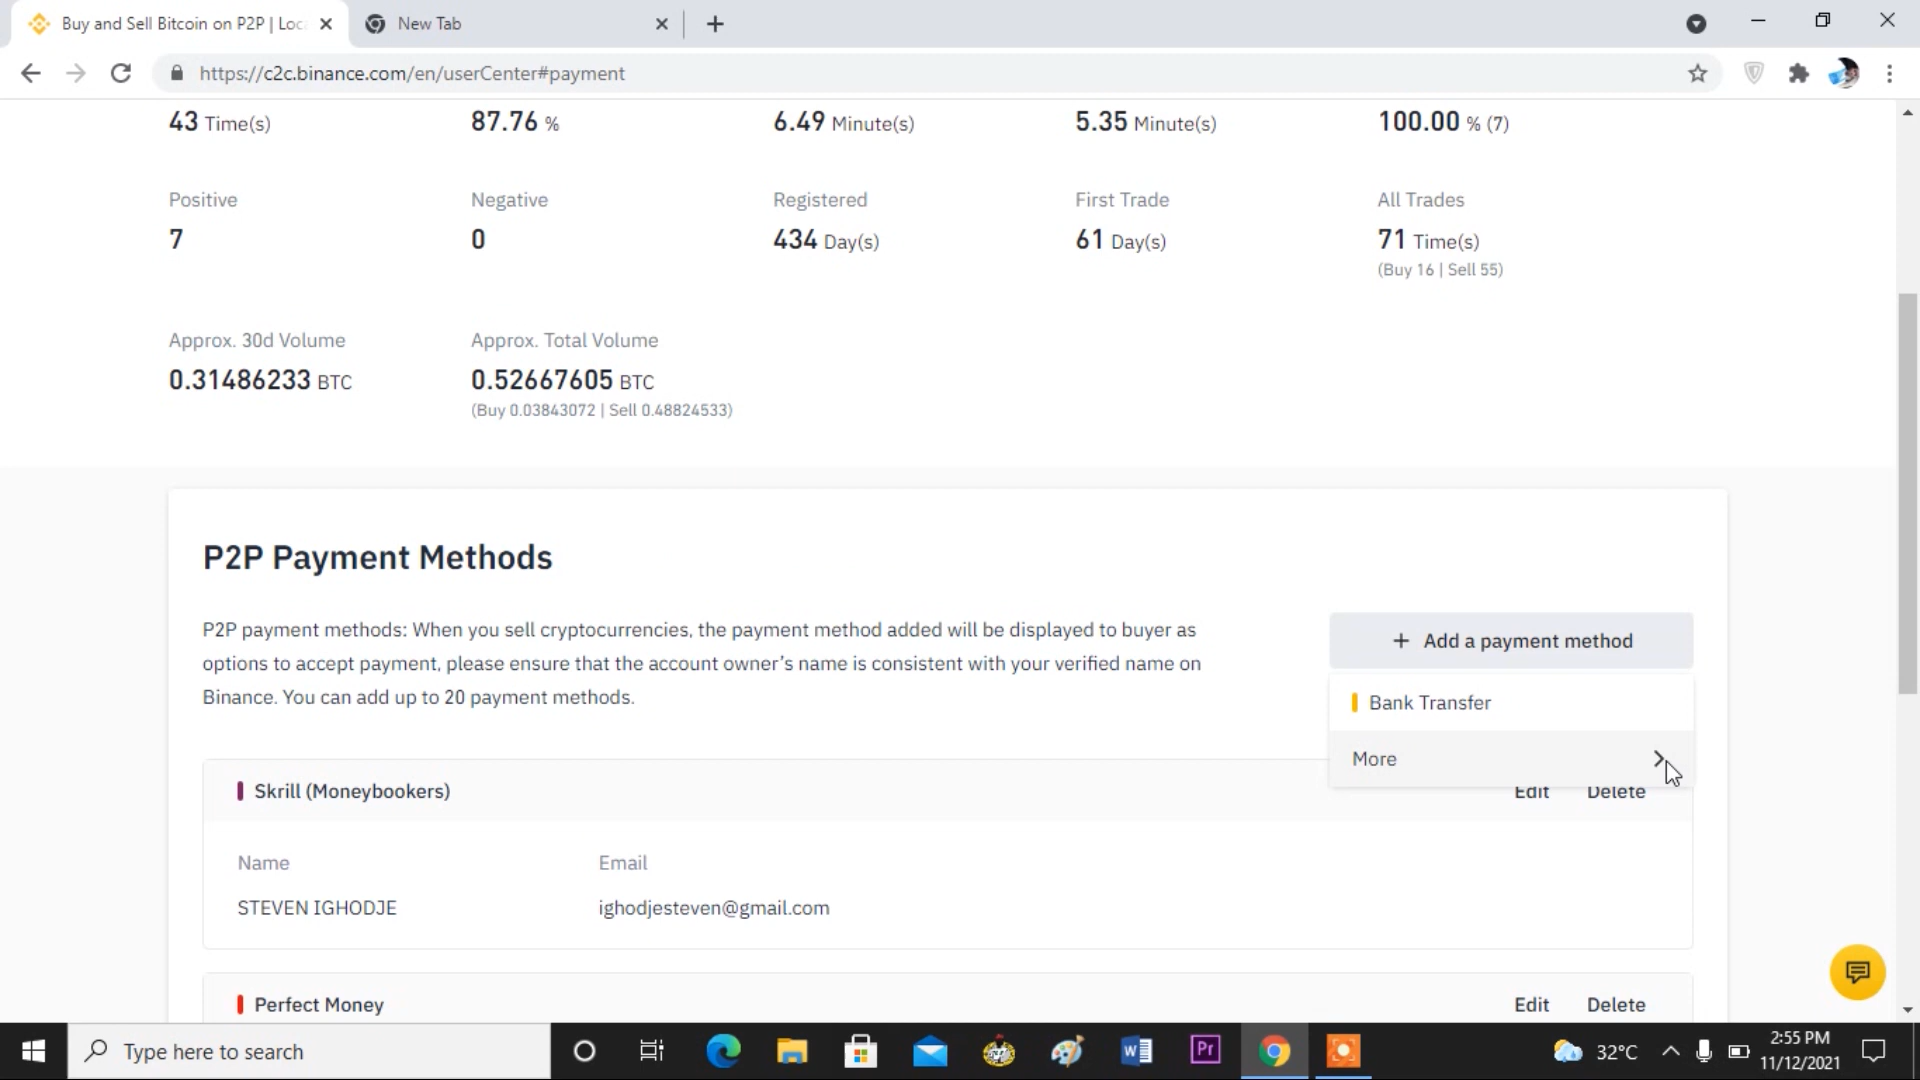 Buy and Sell Bitcoin on P2P | Loc
New Tab
https://c2c.binance.com/en/userCenter#payment
43 Time(s)
87.76 %
6.49 Minute(s)
5.35 Minute(s)
100.00 % (7)
Positive
Negative
Registered
First Trade
All Trades
7
0
434 Day(s)
61 Day(s)
71 Time(s)
(Buy 16 | Sell 55)
Approx. 30d Volume
Approx. Total Volume
0.31486233 BTC
0.52667605 BTC
(Buy 0.03843072 | Sell 0.48824533)
P2P Payment Methods
P2P payment methods: When you sell cryptocurrencies, the payment method added will be displayed to buyer as
options to accept payment, please ensure that the account owner's name is consistent with your verified name on
Binance. You can add up to 20 payment methods.
+ Add a payment method
Bank Transfer
More
Skrill (Moneybookers)
Edit
Delete
Name
Email
STEVEN IGHODJE
ighodjesteven@gmail.com
Perfect Money
Edit
Delete
Type here to search
W
Pr
32°C
2:55 PM
11/12/2021